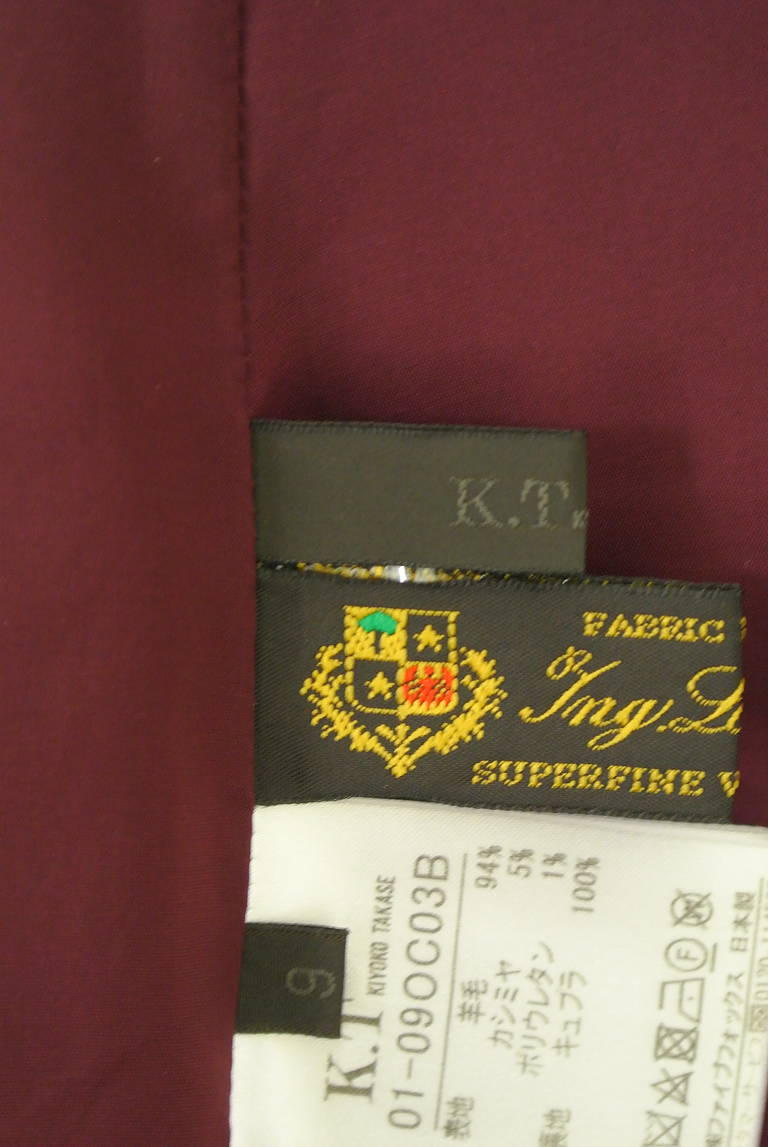 K.T
FABRIC
Ing.
SUPERFINE
9
K.T KIYOKO TAKASE
01-09OC03B
表地 羊毛 94%
カシミヤ 5%
ポリウレタン 1%
裏地 キュプラ 100%
ファイブフォックス 日本製